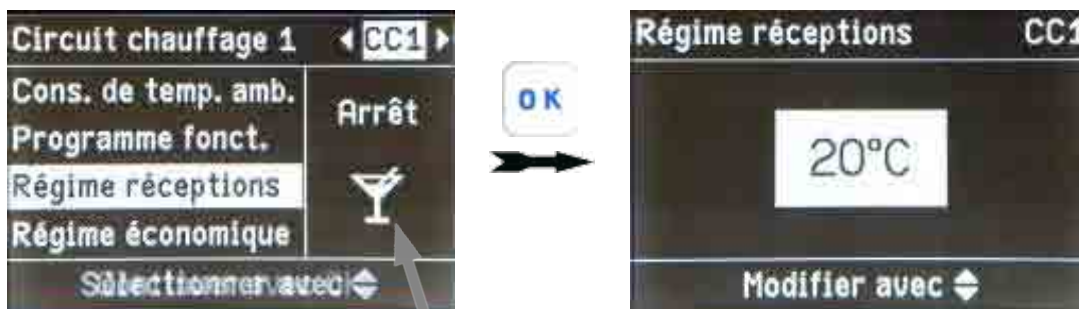 Circuit chauffage 1 CC1
Cons. de temp. amb.
Programme fonct.
Régime réceptions
Régime économique
Arrêt
avec
OK
Régime réceptions CC1
20°C
Modifier avec